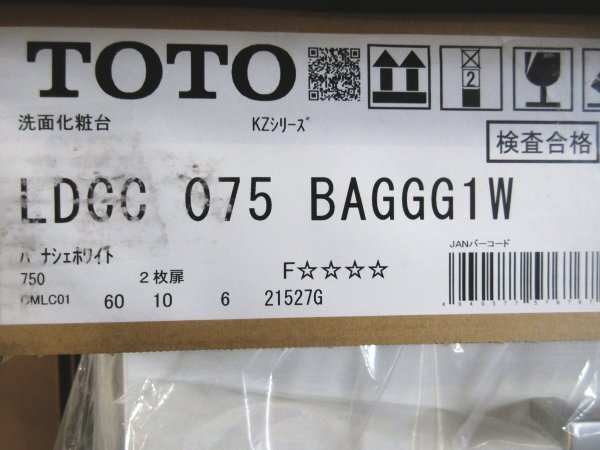 TOTO
2
洗面化粧台 KZシリーズ
検査合格
LDCC 075 BAGGG1W
ナシェホワイト
JANバーコード
750 2枚扉 F☆☆☆☆
CMLC01 60 10 6 21527G